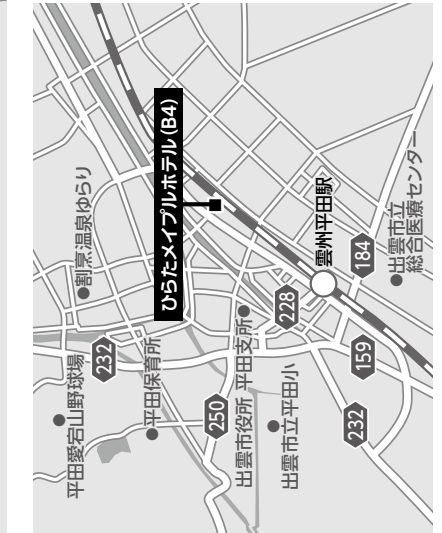 平田愛宕山野球場
割烹温泉ゆらり
232
平田保育所
ひらたメイプルホテル(B4)
250
出雲市役所 平田支所
228
出雲市立平田小
雲州平田駅
184
159
232
出雲市立
総合医療センター